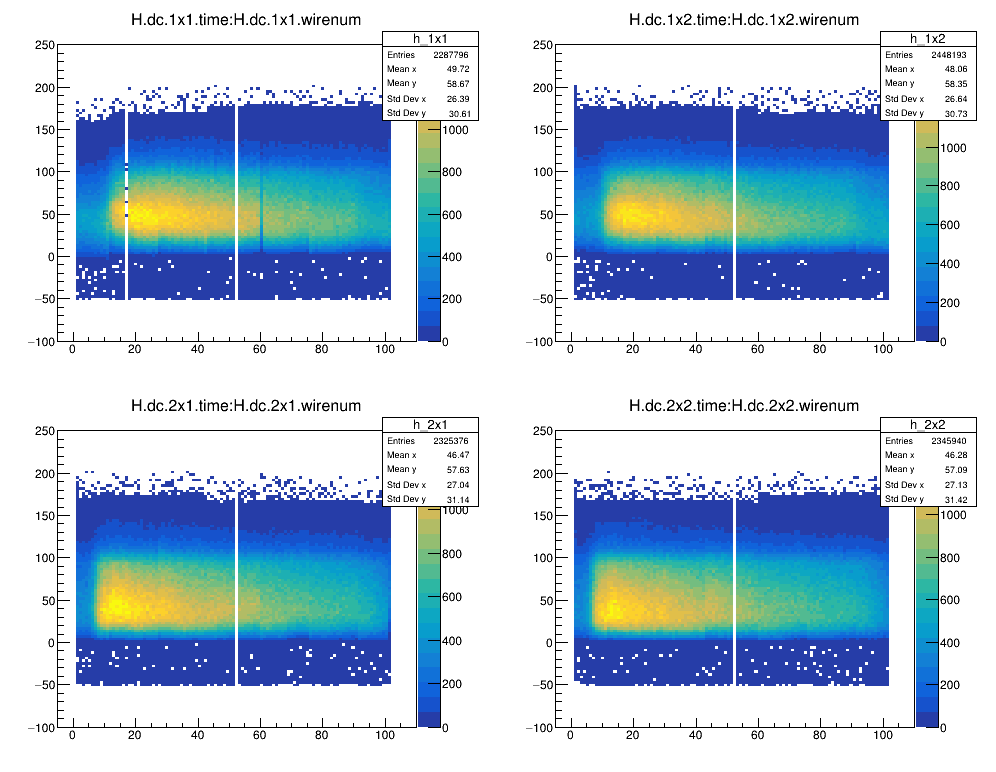 H.dc.1x1.time:H.dc.1x1.wirenum
h_1x1
Entries 2287796
Mean x 49.72
Mean y 58.67
Std Dev x 26.39
Std Dev y 30.61
250
200
150
100
50
0
−50
−100
0 20 40 60 80 100
1000
800
600
400
200
0
H.dc.1x2.time:H.dc.1x2.wirenum
h_1x2
Entries 2448193
Mean x 48.06
Mean y 58.35
Std Dev x 26.64
Std Dev y 30.73
250
200
150
100
50
0
−50
−100
0 20 40 60 80 100
1000
800
600
400
200
0
H.dc.2x1.time:H.dc.2x1.wirenum
h_2x1
Entries 2325376
Mean x 46.47
Mean y 57.63
Std Dev x 27.04
Std Dev y 31.14
250
200
150
100
50
0
−50
−100
0 20 40 60 80 100
1000
800
600
400
200
0
H.dc.2x2.time:H.dc.2x2.wirenum
h_2x2
Entries 2345940
Mean x 46.28
Mean y 57.09
Std Dev x 27.13
Std Dev y 31.42
250
200
150
100
50
0
−50
−100
0 20 40 60 80 100
1000
800
600
400
200
0